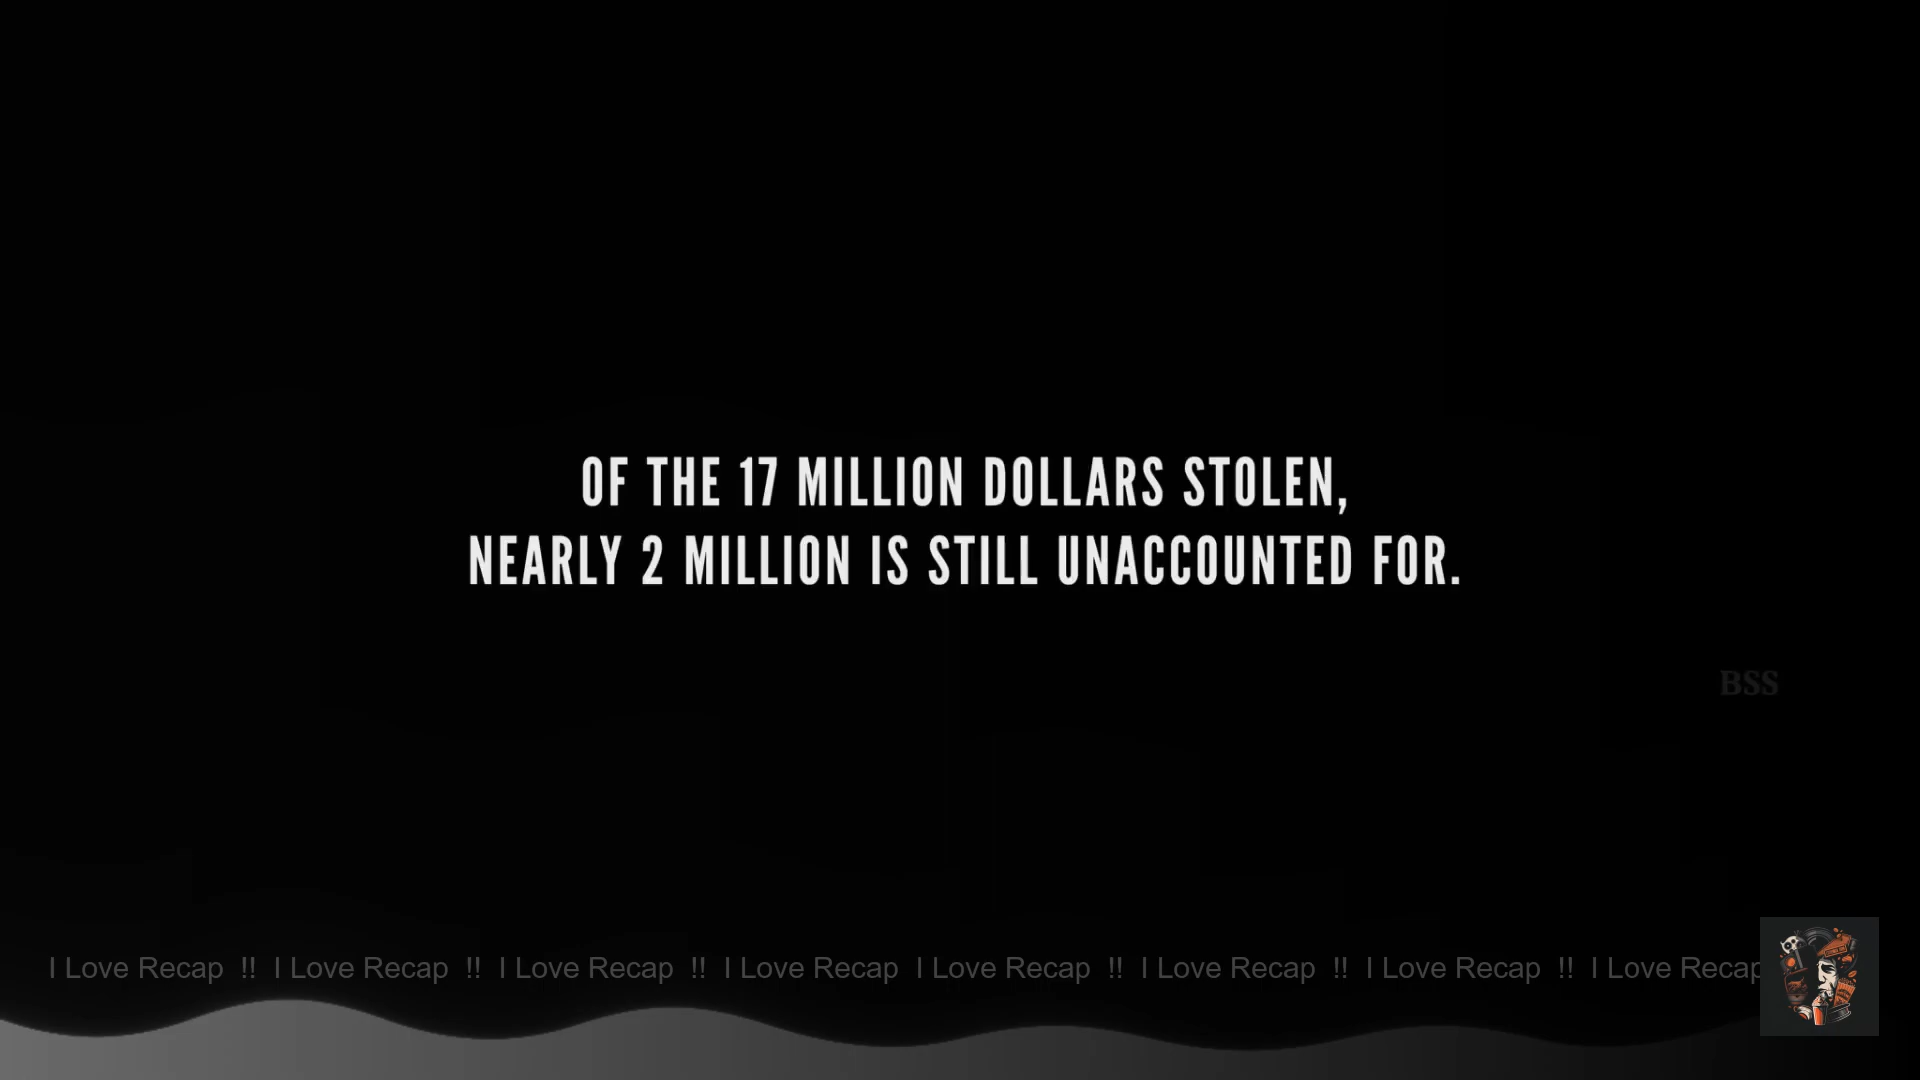 OF THE 17 MILLION DOLLARS STOLEN,
NEARLY 2 MILLION IS STILL UNACCOUNTED FOR.
BSS
I Love Recap !! I Love Recap !! I Love Recap !! I Love Recap I Love Recap !! I Love Recap !! I Love Recap !! I Love Recap